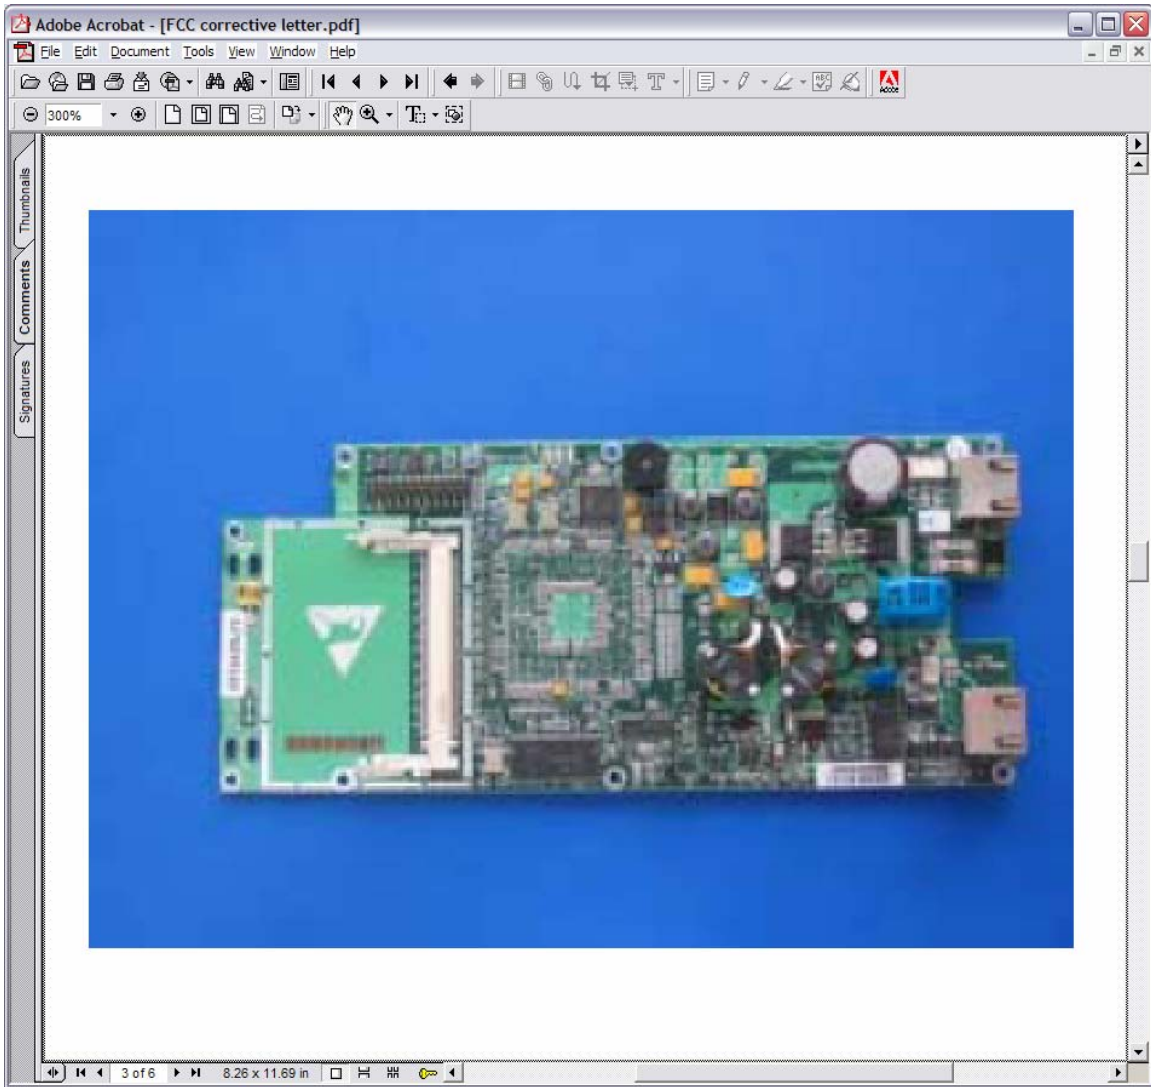 Adobe Acrobat - [FCC corrective letter.pdf]
File Edit Document Tools View Window Help
Adobe
300%
Thumbnails
Comments
Signatures
3 of 6 8.26 x 11.69 in